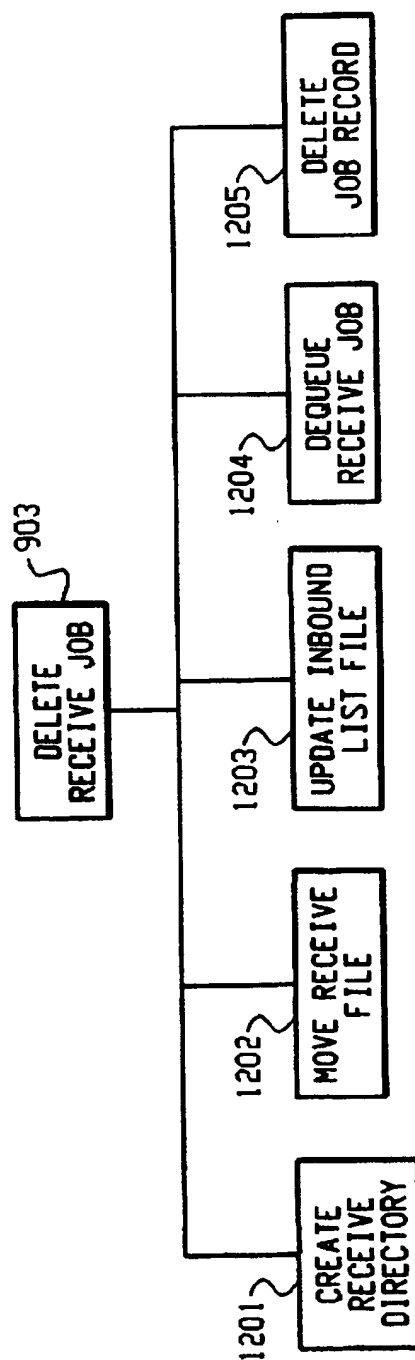 903
DELETE
RECEIVE JOB
1201
CREATE
RECEIVE
DIRECTORY
1202
MOVE RECEIVE
FILE
1203
UPDATE INBOUND
LIST FILE
1204
DEQUEUE
RECEIVE JOB
1205
DELETE
JOB RECORD